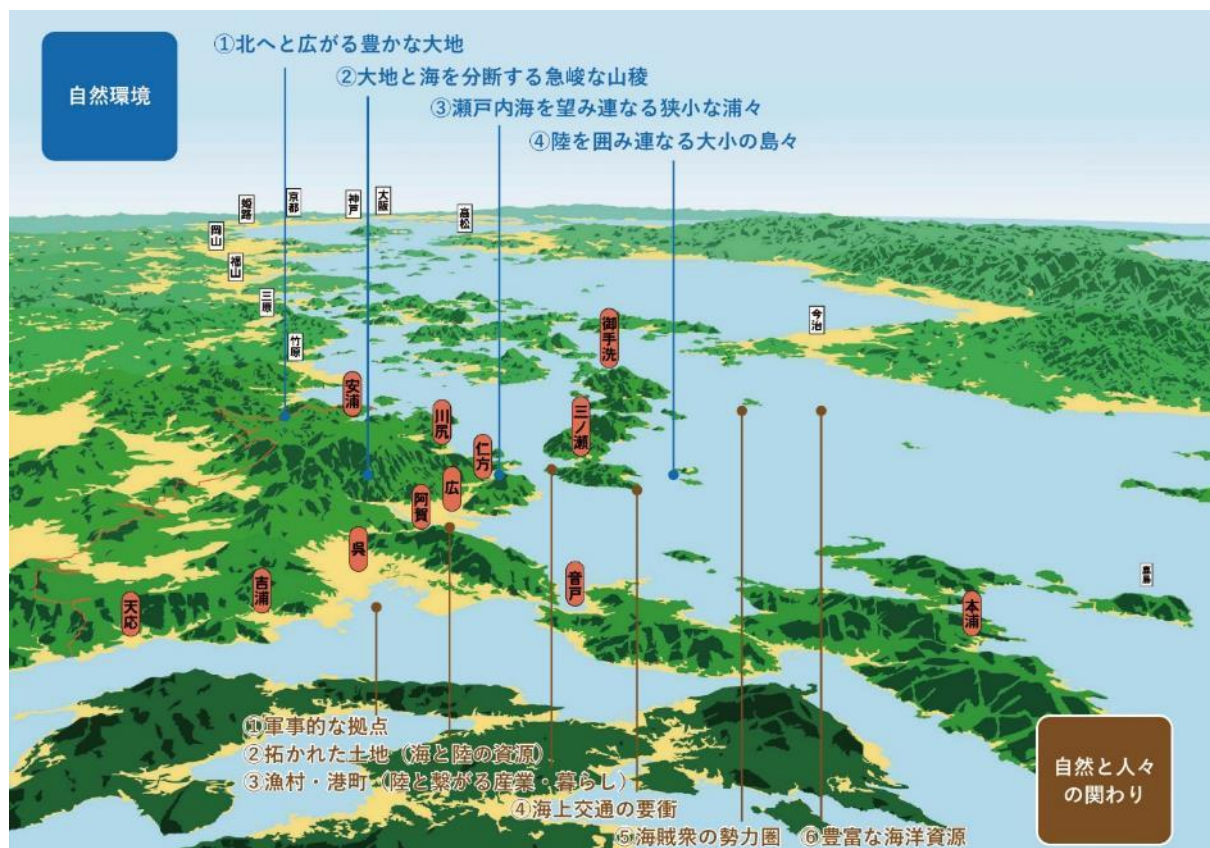 自然環境
①北へと広がる豊かな大地
②大地と海を分断する急峻な山稜
③瀬戸内海を望み連なる狭小な浦々
④陸を囲み連なる大小の島々
姫路
京都
神戸
大阪
高松
岡山
福山
三原
竹原
今治
御手洗
安浦
川尻
三ノ瀬
仁方
広
阿賀
呉
音戸
吉浦
天応
本浦
①軍事的な拠点
②拓かれた土地（海と陸の資源）
③漁村・港町（陸と繋がる産業・暮らし）
④海上交通の要衝
⑤海賊衆の勢力圏
⑥豊富な海洋資源
自然と人々
の関わり